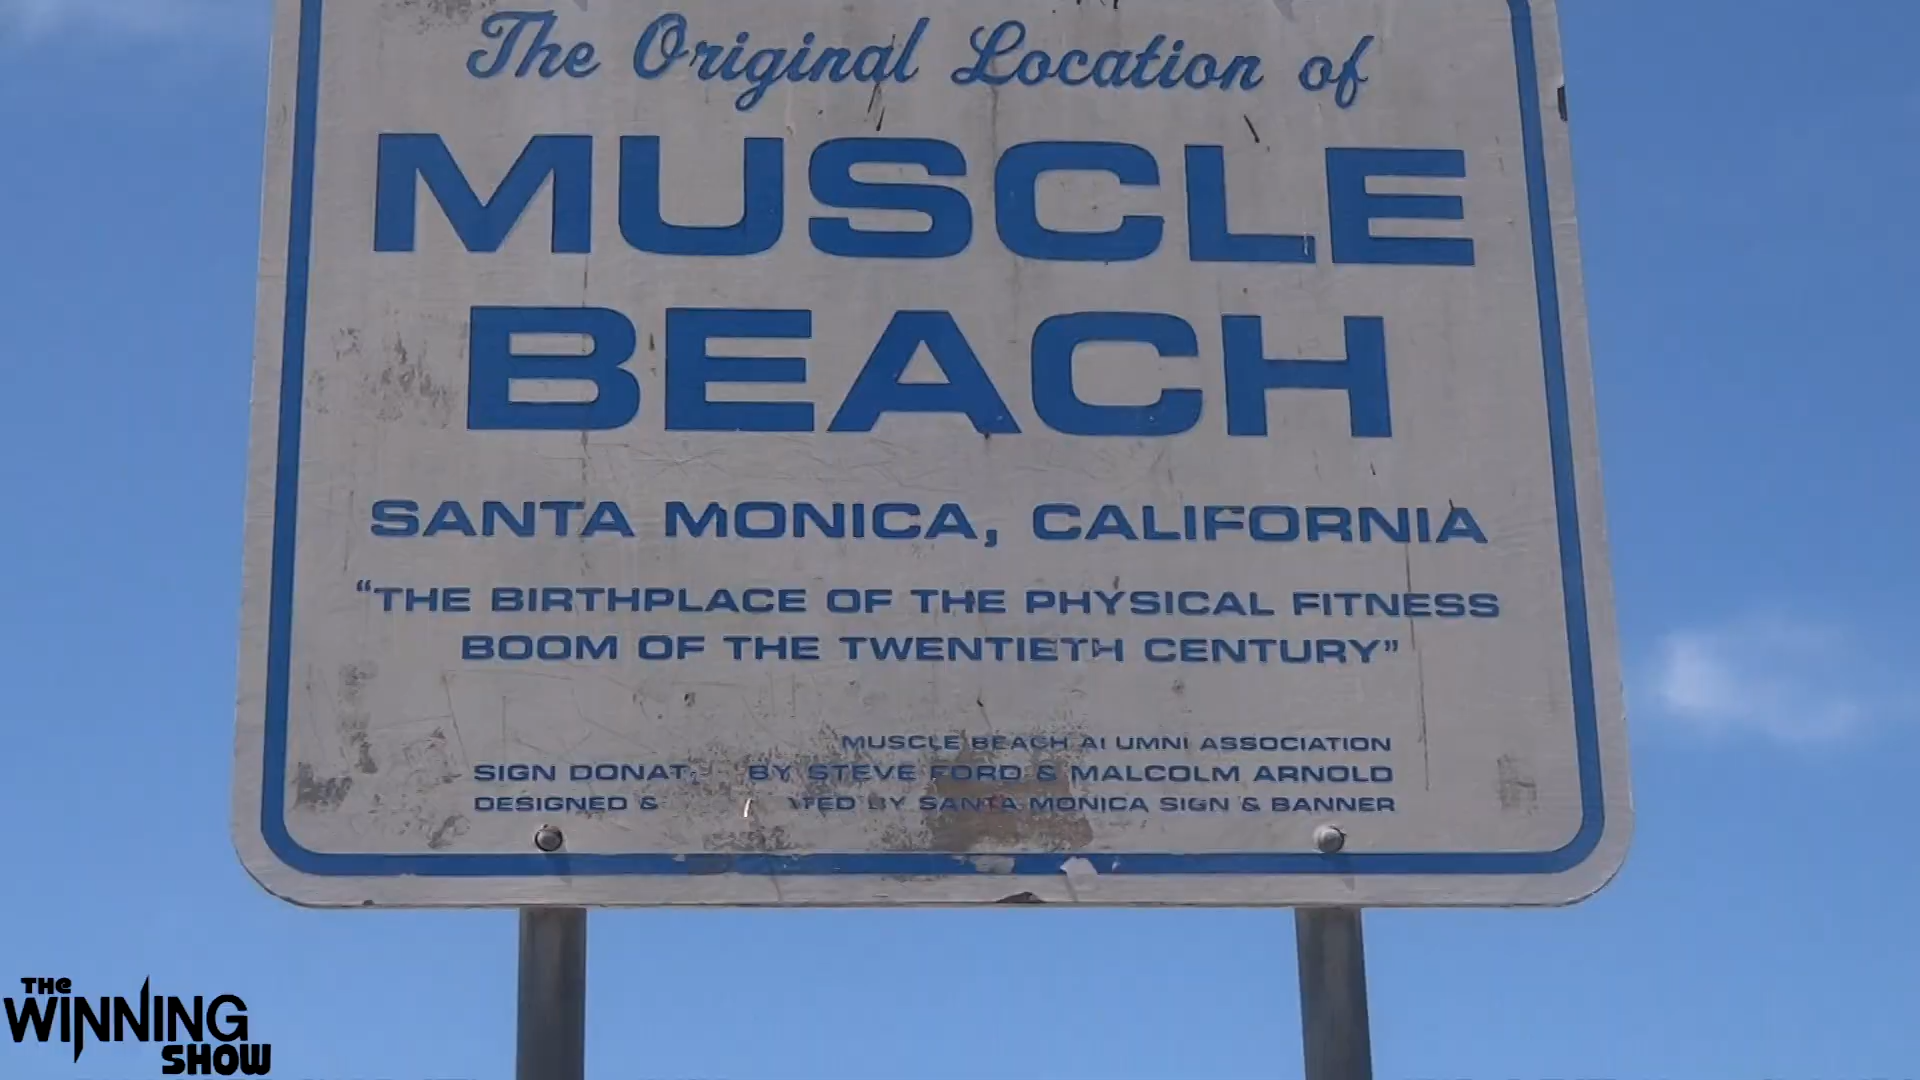 The Original Location of
MUSCLE
BEACH
SANTA MONICA, CALIFORNIA
“THE BIRTHPLACE OF THE PHYSICAL FITNESS
BOOM OF THE TWENTIETH CENTURY”
MUSCLE BEACH ALUMNI ASSOCIATION
SIGN BY STEVE FORD & MALCOLM ARNOLD
DESIGNED & BY SANTA MONICA SIGN & BANNER
THE
WINNING
SHOW